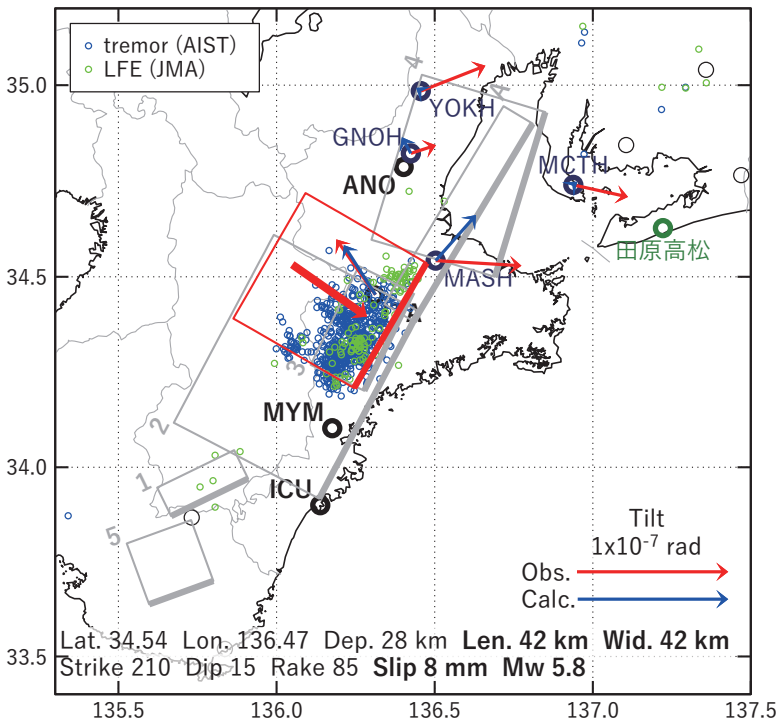 tremor (AIST)
LFE (JMA)
35.0
34.5
34.0
33.5
4
4
YOKH
GNOH
ANO
MCTH
田原高松
MASH
3
MYM
2
1
ICU
5
Tilt
1x10-7 rad
Obs.
Calc.
Lat. 34.54 Lon. 136.47 Dep. 28 km Len. 42 km Wid. 42 km
Strike 210 Dip 15 Rake 85 Slip 8 mm Mw 5.8
135.5 136.0 136.5 137.0 137.5